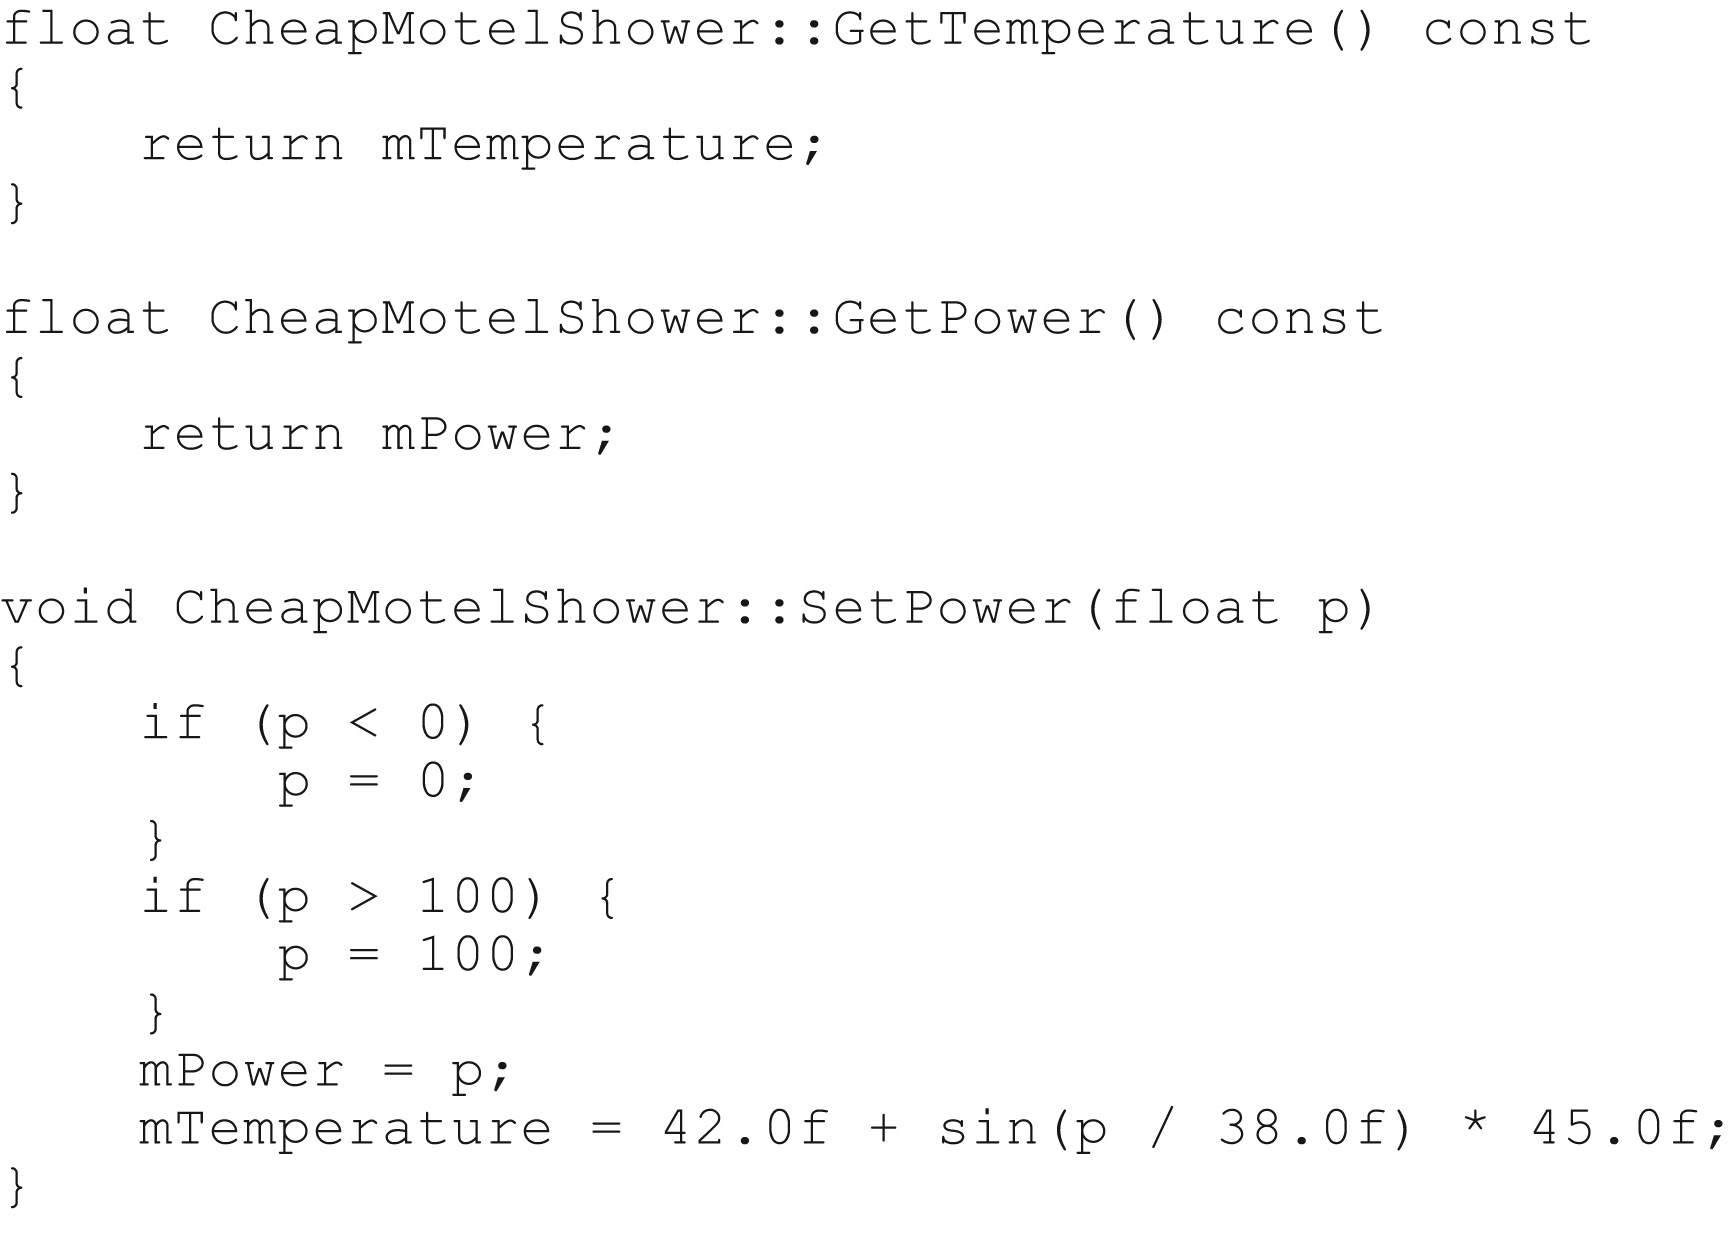 float CheapMotelShower::GetTemperature() const
{
    return mTemperature;
}

float CheapMotelShower::GetPower() const
{
    return mPower;
}

void CheapMotelShower::SetPower(float p)
{
    if (p < 0) {
        p = 0;
    }
    if (p > 100) {
        p = 100;
    }
    mPower = p;
    mTemperature = 42.0f + sin(p / 38.0f) * 45.0f;
}